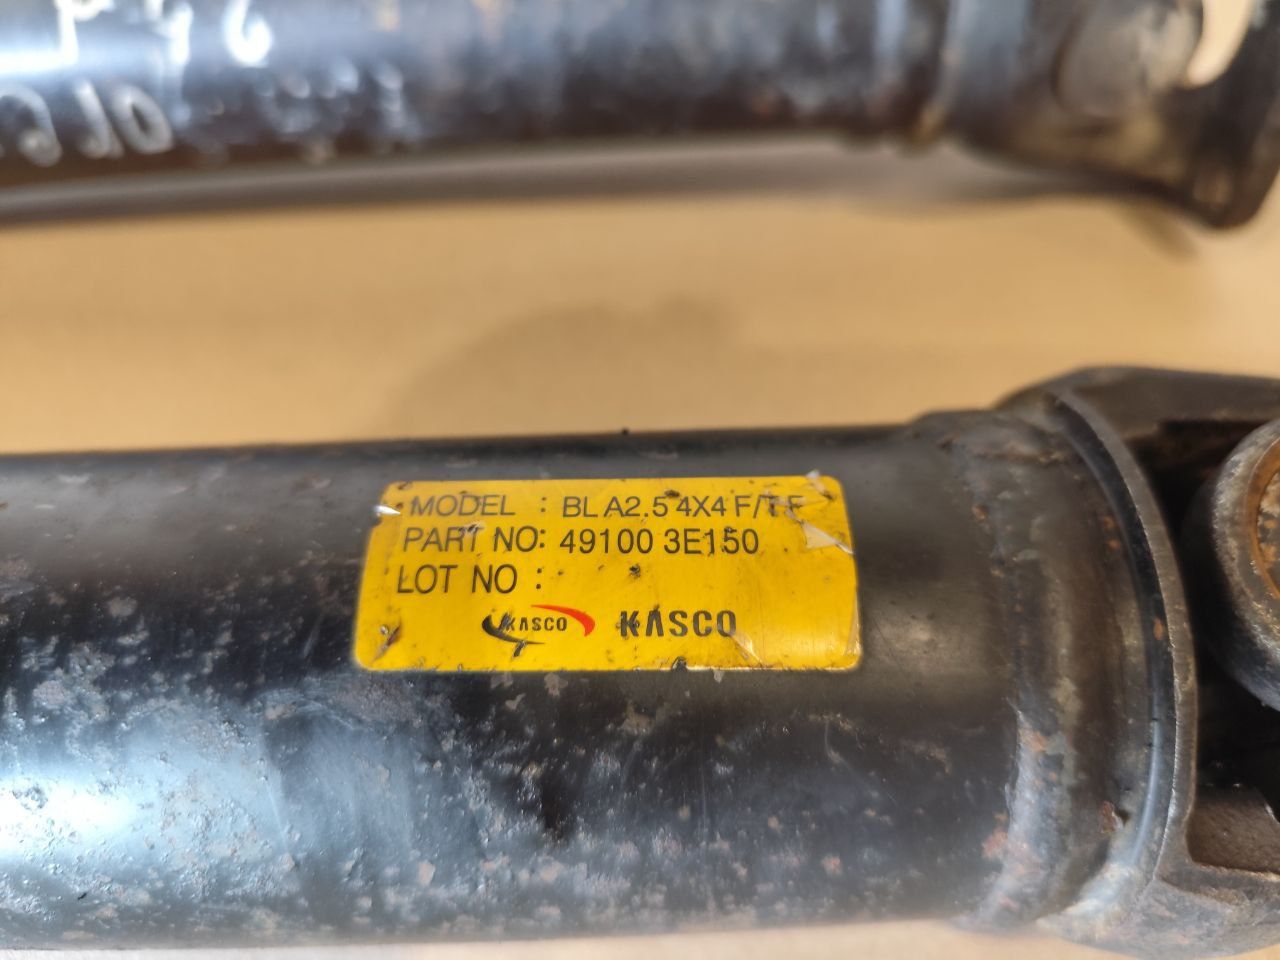 MODEL : BL A2.5 4X4 F/T F
PART NO: 49100 3E150
LOT NO :
KASCO KASCO